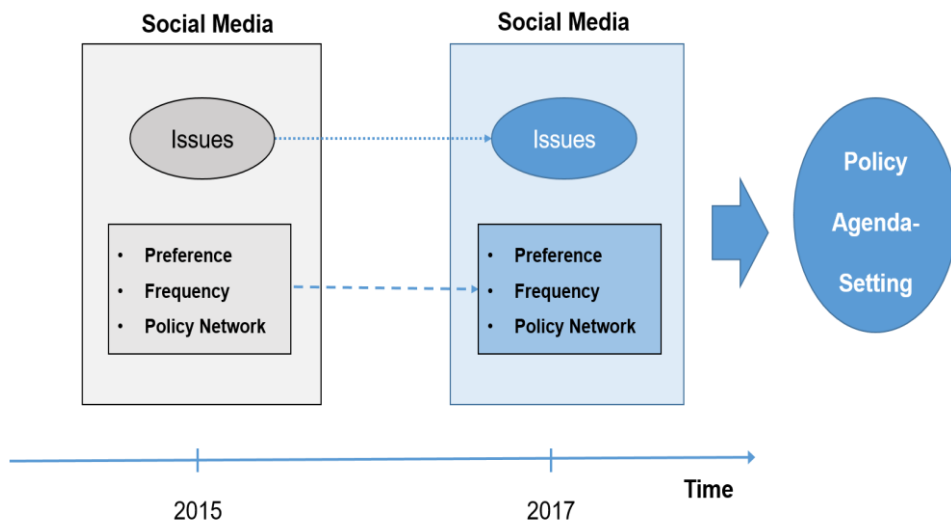 Social Media
Issues
• Preference
• Frequency
• Policy Network
Social Media
Issues
• Preference
• Frequency
• Policy Network
Policy
Agenda-
Setting
2015
2017
Time